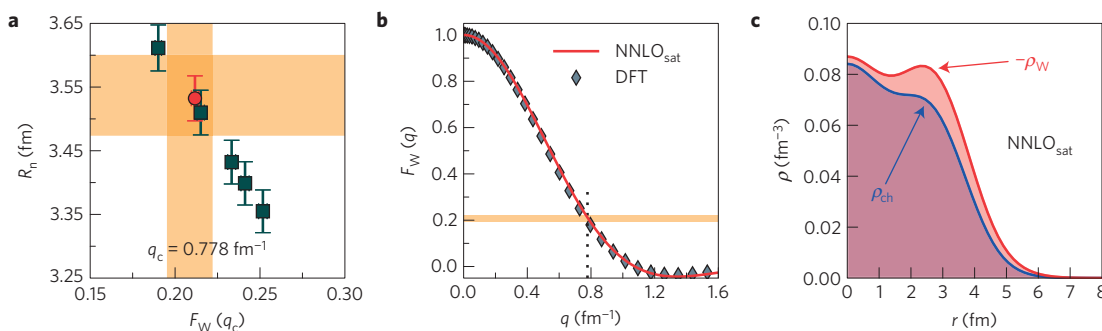 a
3.65
3.55
3.45
3.35
3.25
R_n (fm)
q_c = 0.778 fm⁻¹
0.15 0.20 0.25 0.30
F_W (q_c)
b
1.0
0.8
0.6
0.4
0.2
0.0
F_W (q)
NNLO_sat
DFT
0.0 0.4 0.8 1.2 1.6
q (fm⁻¹)
c
0.10
0.08
0.06
0.04
0.02
0.00
ρ (fm⁻³)
−ρ_W
NNLO_sat
ρ_ch
0 1 2 3 4 5 6 7 8
r (fm)